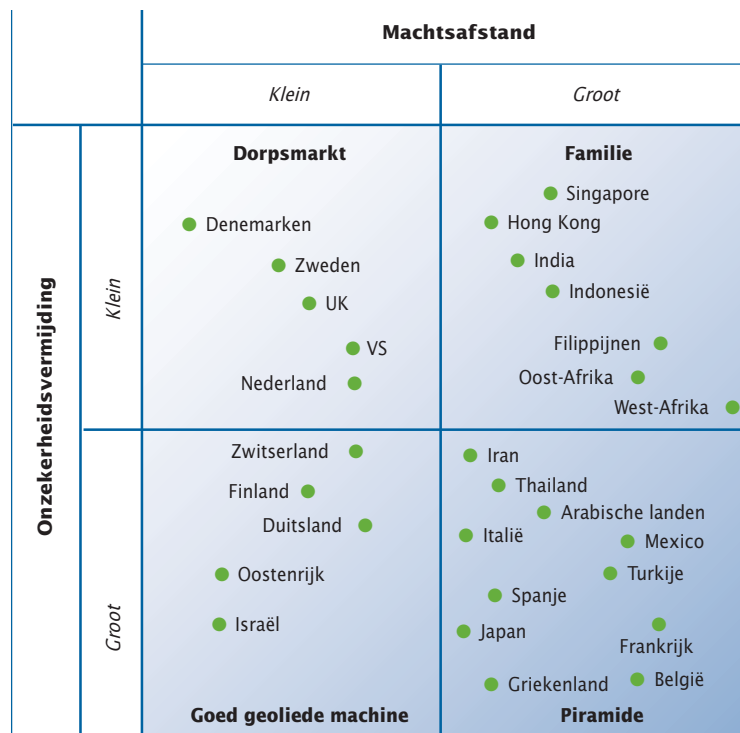 Machtsafstand
Klein
Groot
Onzekerheidsvermijding
Klein
Dorpsmarkt
Denemarken
Zweden
UK
VS
Nederland
Familie
Singapore
Hong Kong
India
Indonesië
Filippijnen
Oost-Afrika
West-Afrika
Groot
Zwitserland
Finland
Duitsland
Oostenrijk
Israël
Goed geoliede machine
Iran
Thailand
Arabische landen
Italië
Mexico
Turkije
Spanje
Japan
Frankrijk
Griekenland
België
Piramide